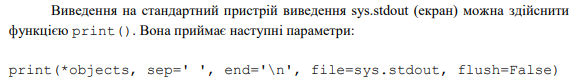 Виведення на стандартний пристрій виведення sys.stdout (екран) можна здійснити
функцією print(). Вона приймає наступні параметри:
print(*objects, sep=' ', end='\n', file=sys.stdout, flush=False)